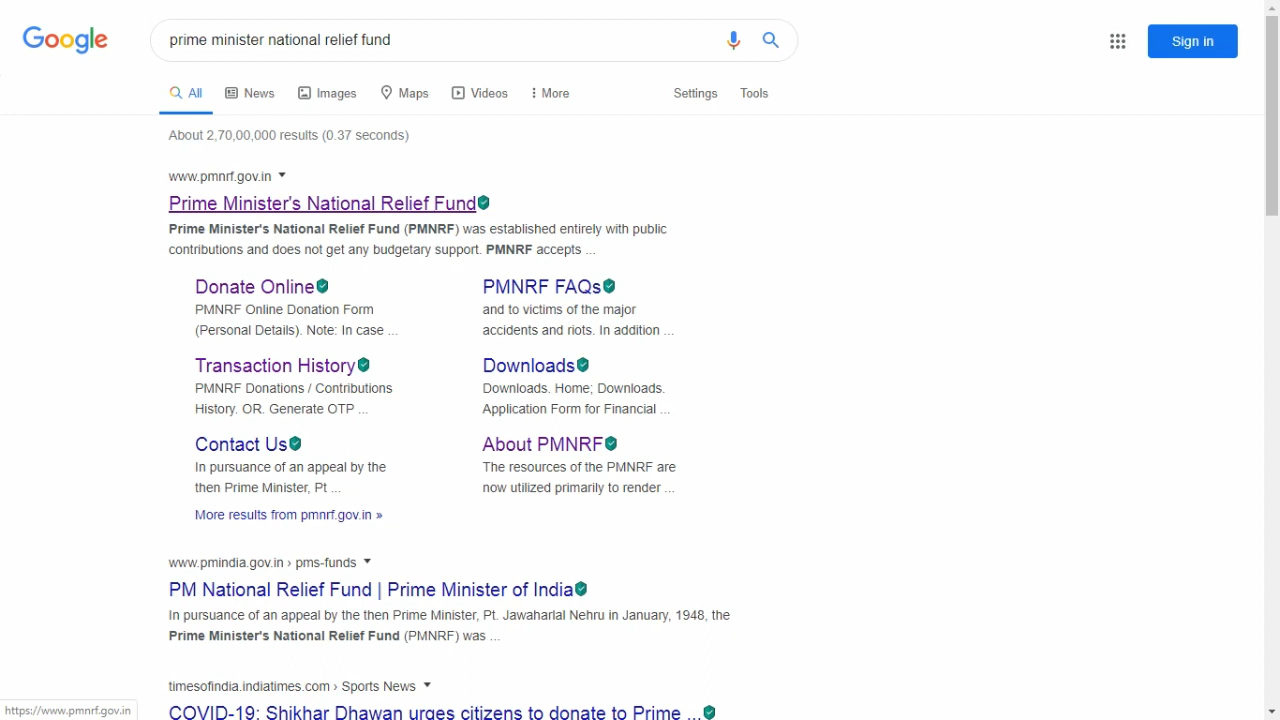 Google
prime minister national relief fund
Sign in
All News Images Maps Videos More Settings Tools
About 2,70,00,000 results (0.37 seconds)
www.pmnrf.gov.in
Prime Minister's National Relief Fund
Prime Minister's National Relief Fund (PMNRF) was established entirely with public
contributions and does not get any budgetary support. PMNRF accepts ...
Donate Online
PMNRF Online Donation Form
(Personal Details). Note: In case ...
PMNRF FAQs
and to victims of the major
accidents and riots. In addition ...
Transaction History
PMNRF Donations / Contributions
History. OR. Generate OTP ...
Downloads
Downloads. Home; Downloads.
Application Form for Financial ...
Contact Us
In pursuance of an appeal by the
then Prime Minister, Pt ...
About PMNRF
The resources of the PMNRF are
now utilized primarily to render ...
More results from pmnrf.gov.in »
www.pmindia.gov.in › pms-funds
PM National Relief Fund | Prime Minister of India
In pursuance of an appeal by the then Prime Minister, Pt. Jawaharlal Nehru in January, 1948, the
Prime Minister's National Relief Fund (PMNRF) was ...
timesofindia.indiatimes.com › Sports News
COVID-19: Shikhar Dhawan urges citizens to donate to Prime ...
https://www.pmnrf.gov.in